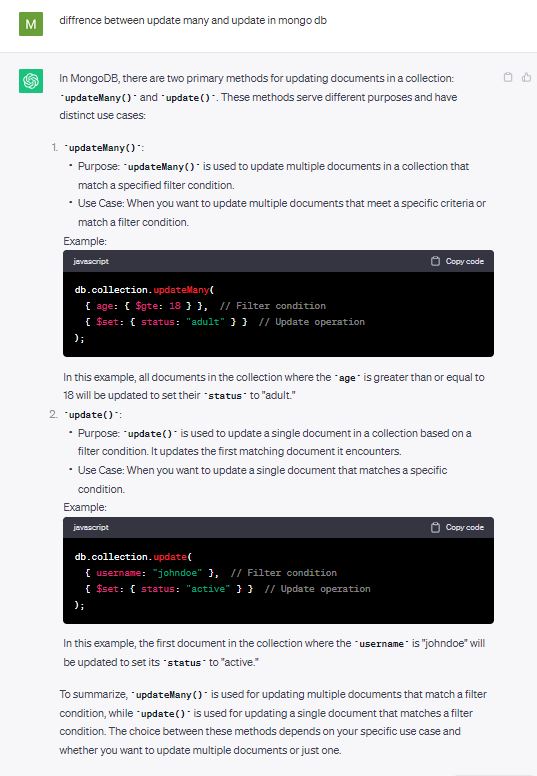 M
diffrence between update many and update in mongo db
In MongoDB, there are two primary methods for updating documents in a collection:
`updateMany()` and `update()`. These methods serve different purposes and have
distinct use cases:
1. `updateMany()`:
• Purpose: `updateMany()` is used to update multiple documents in a collection that
match a specified filter condition.
• Use Case: When you want to update multiple documents that meet a specific criteria or
match a filter condition.
Example:
javascript Copy code
db.collection.updateMany(
{ age: { $gte: 18 } }, // Filter condition
{ $set: { status: "adult" } } // Update operation
);
In this example, all documents in the collection where the `age` is greater than or equal to
18 will be updated to set their `status` to "adult."
2. `update()`:
• Purpose: `update()` is used to update a single document in a collection based on a
filter condition. It updates the first matching document it encounters.
• Use Case: When you want to update a single document that matches a specific
condition.
Example:
javascript Copy code
db.collection.update(
{ username: "johndoe" }, // Filter condition
{ $set: { status: "active" } } // Update operation
);
In this example, the first document in the collection where the `username` is "johndoe" will
be updated to set its `status` to "active."
To summarize, `updateMany()` is used for updating multiple documents that match a filter
condition, while `update()` is used for updating a single document that matches a filter
condition. The choice between these methods depends on your specific use case and
whether you want to update multiple documents or just one.